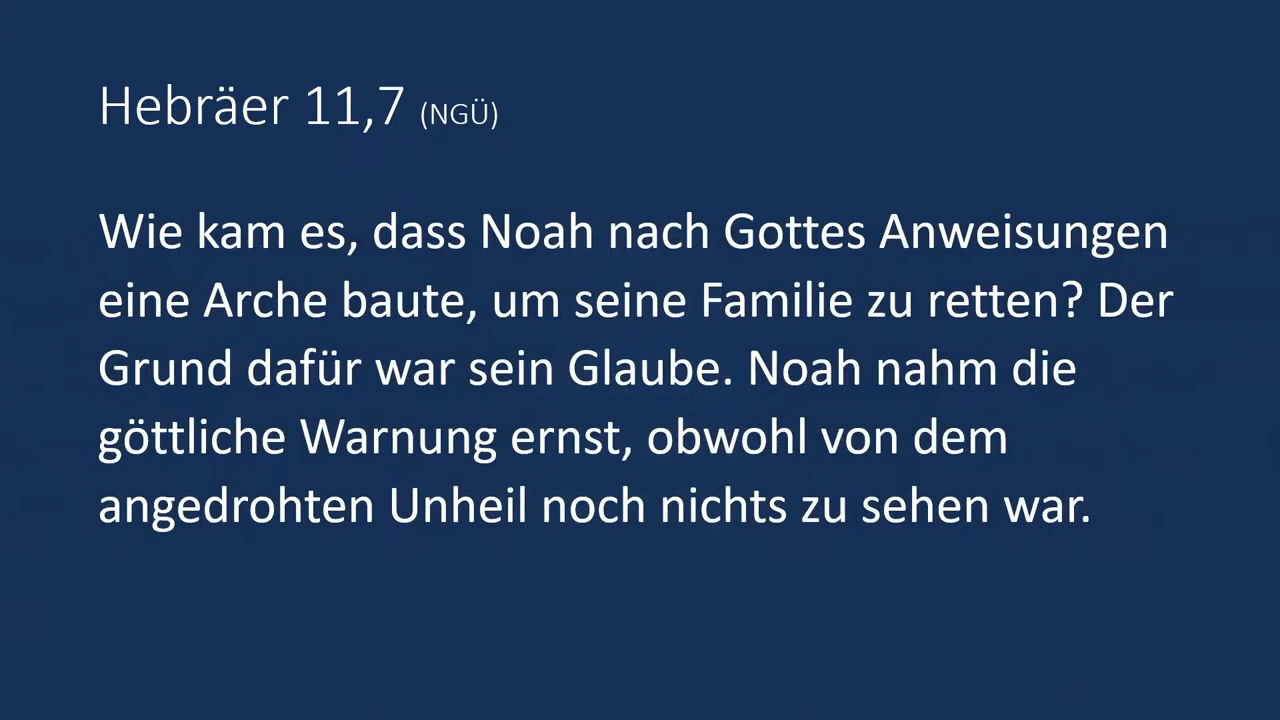 Hebräer 11,7 (NGÜ)
Wie kam es, dass Noah nach Gottes Anweisungen
eine Arche baute, um seine Familie zu retten? Der
Grund dafür war sein Glaube. Noah nahm die
göttliche Warnung ernst, obwohl von dem
angedrohten Unheil noch nichts zu sehen war.